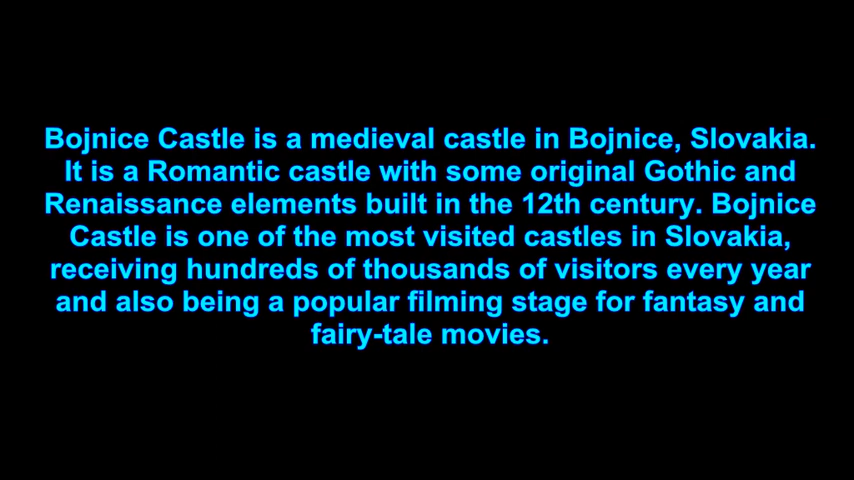 Bojnice Castle is a medieval castle in Bojnice, Slovakia.
It is a Romantic castle with some original Gothic and
Renaissance elements built in the 12th century. Bojnice
Castle is one of the most visited castles in Slovakia,
receiving hundreds of thousands of visitors every year
and also being a popular filming stage for fantasy and
fairy-tale movies.